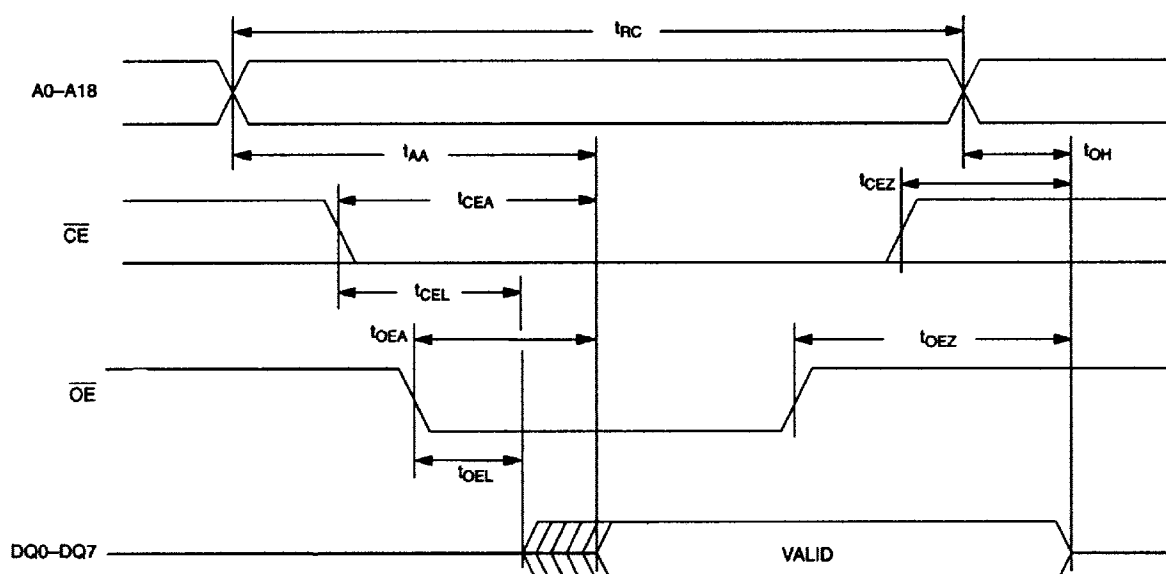 tRC
A0–A18
tAA
tOH
tCEZ
tCEA
CE
tCEL
tOEA
tOEZ
OE
tOEL
DQ0–DQ7
VALID